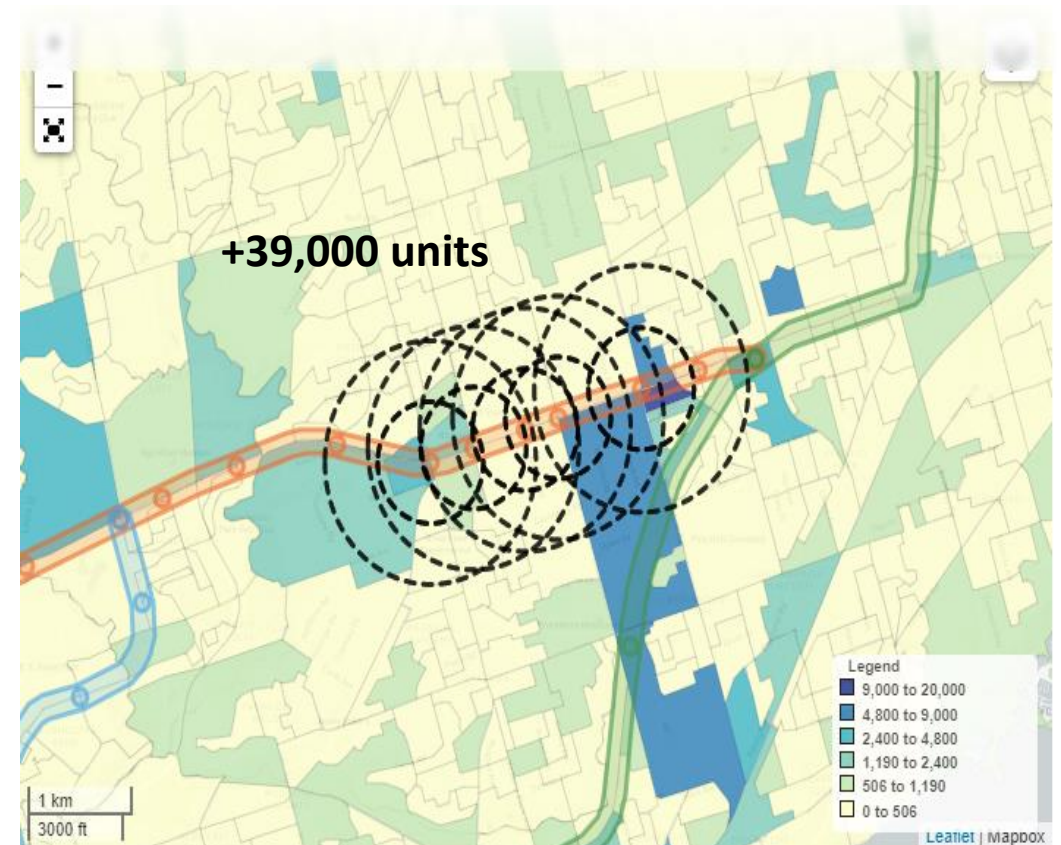 −
+39,000 units
Legend
9,000 to 20,000
4,800 to 9,000
2,400 to 4,800
1,190 to 2,400
506 to 1,190
0 to 506
1 km
3000 ft
Leaflet | Mapbox